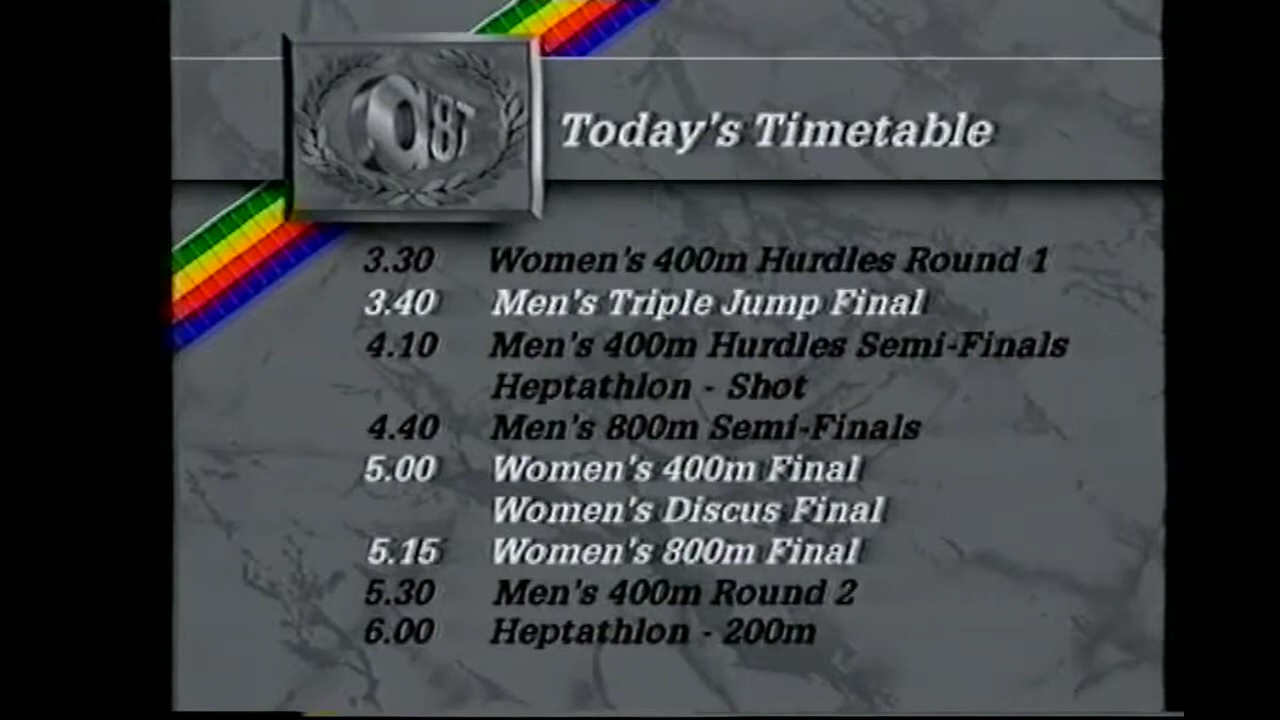 '87
Today's Timetable
3.30 Women's 400m Hurdles Round 1
3.40 Men's Triple Jump Final
4.10 Men's 400m Hurdles Semi-Finals
Heptathlon - Shot
4.40 Men's 800m Semi-Finals
5.00 Women's 400m Final
Women's Discus Final
5.15 Women's 800m Final
5.30 Men's 400m Round 2
6.00 Heptathlon - 200m